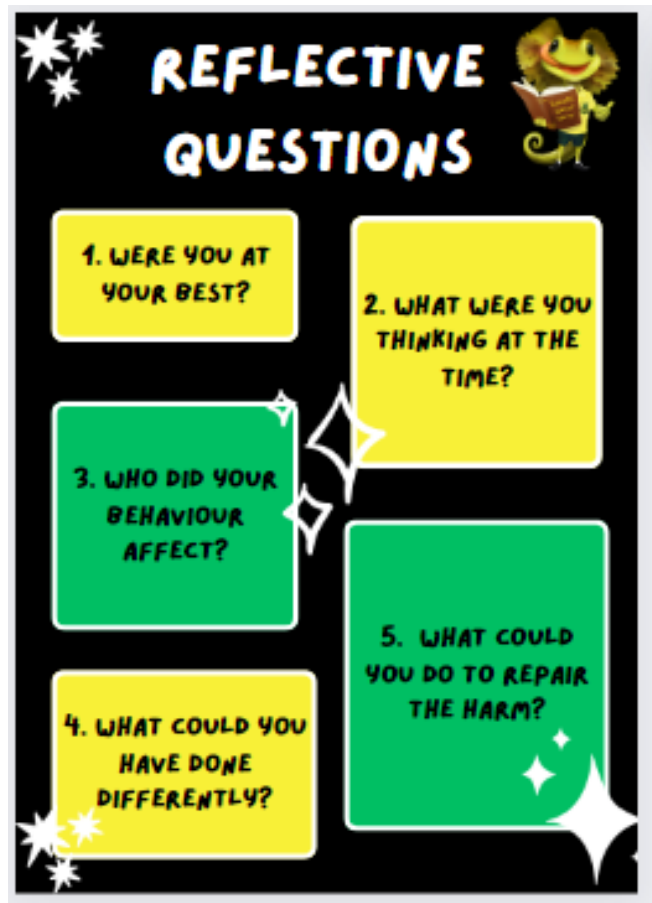 REFLECTIVE
QUESTIONS
1. WERE YOU AT
YOUR BEST?
2. WHAT WERE YOU
THINKING AT THE
TIME?
3. WHO DID YOUR
BEHAVIOUR
AFFECT?
4. WHAT COULD YOU
HAVE DONE
DIFFERENTLY?
5. WHAT COULD
YOU DO TO REPAIR
THE HARM?